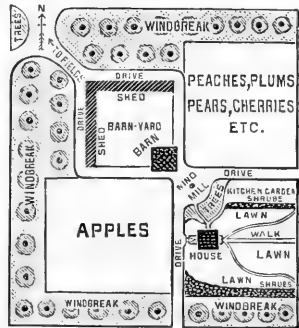 TREES
N
WINDBREAK
TO FIELDS
DRIVE
SHED
DRIVE
SHED
BARN-YARD
BARN
PEACHES, PLUMS
PEARS, CHERRIES
ETC.
WINDBREAK
WIND
MILL
TREES
DRIVE
KITCHEN GARDEN
SHRUBS
LAWN
WALK
LAWN
HOUSE
LAWN
SHRUBS
APPLES
DRIVE
WINDBREAK
WINDBREAK